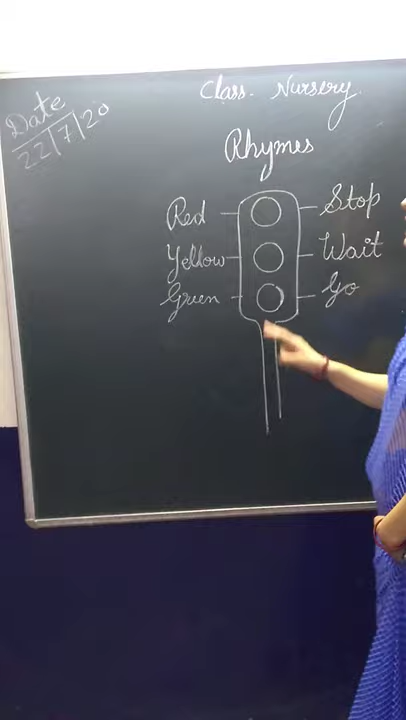 Class. Nursery.
Date
22/7/20
Rhymes
Red Stop
Yellow Wait
Green Go